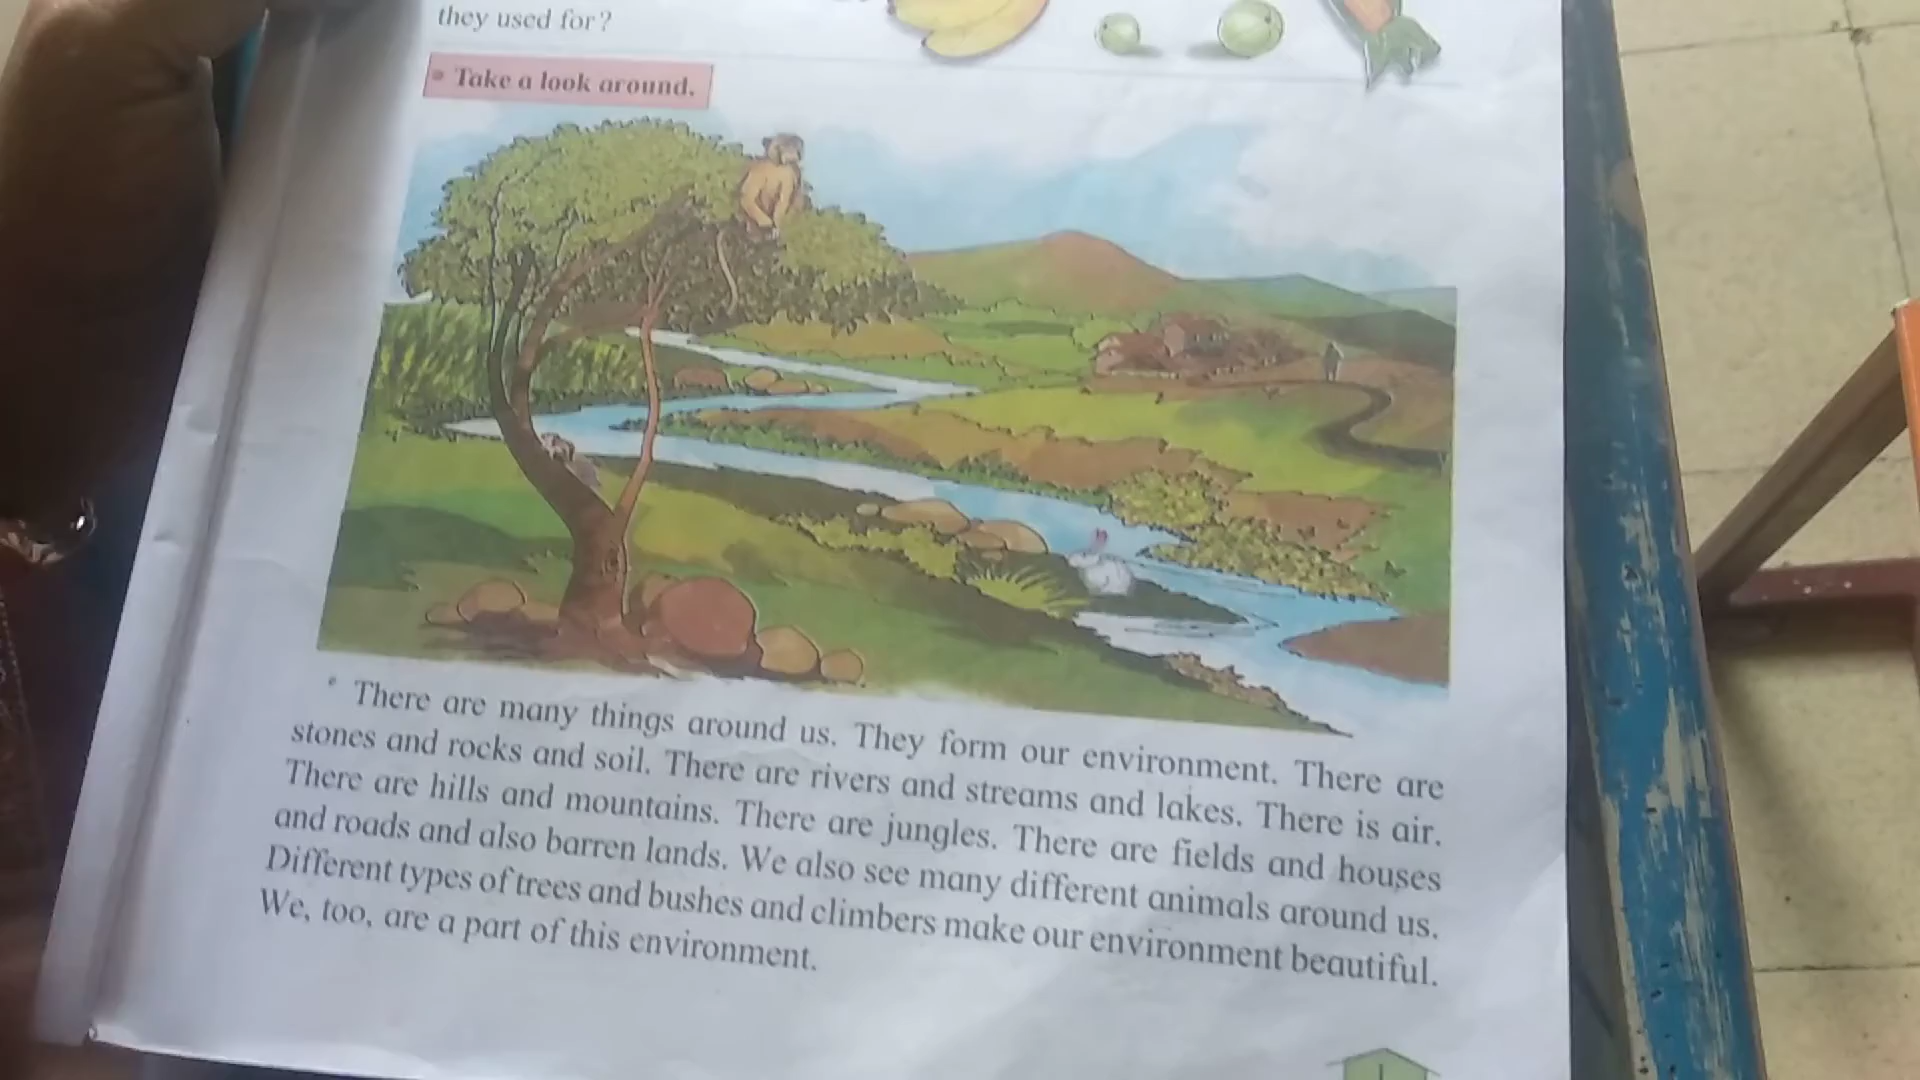 they used for?
• Take a look around.
• There are many things around us. They form our environment. There are
stones and rocks and soil. There are rivers and streams and lakes. There is air.
There are hills and mountains. There are jungles. There are fields and houses
and roads and also barren lands. We also see many different animals around us.
Different types of trees and bushes and climbers make our environment beautiful.
We, too, are a part of this environment.